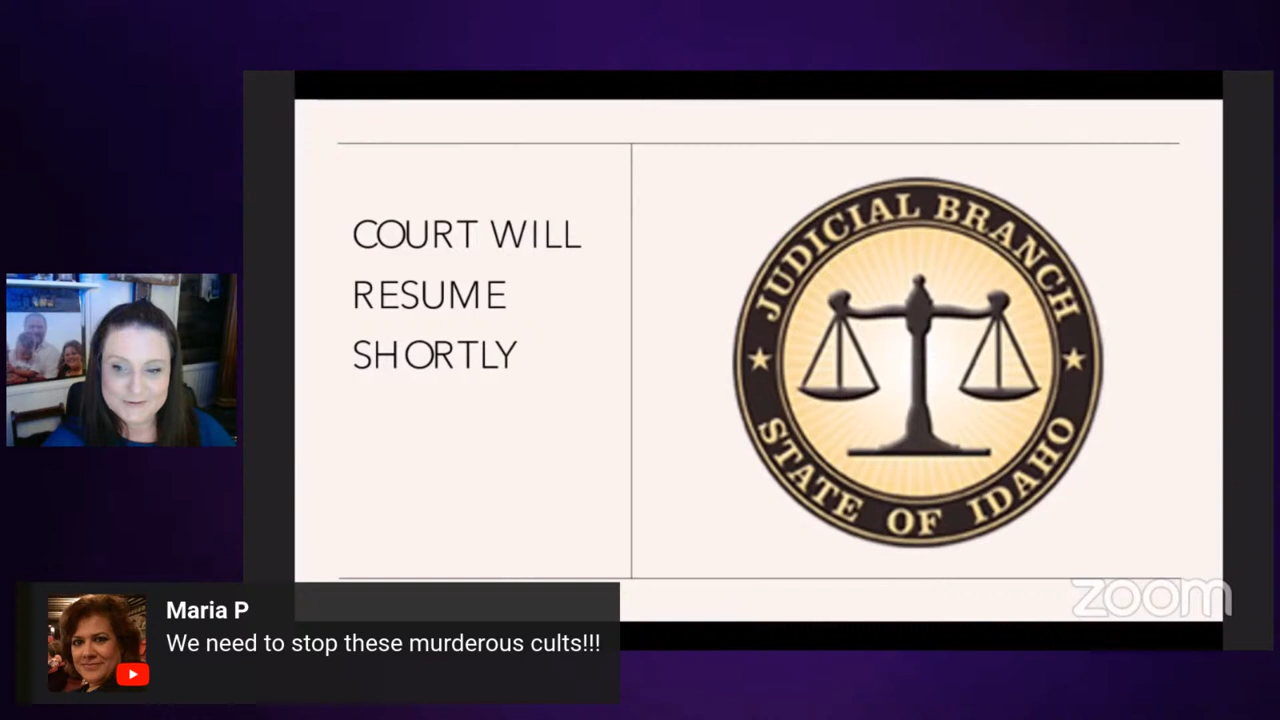 COURT WILL
RESUME
SHORTLY
JUDICIAL BRANCH
STATE OF IDAHO
zoom
Maria P
We need to stop these murderous cults!!!